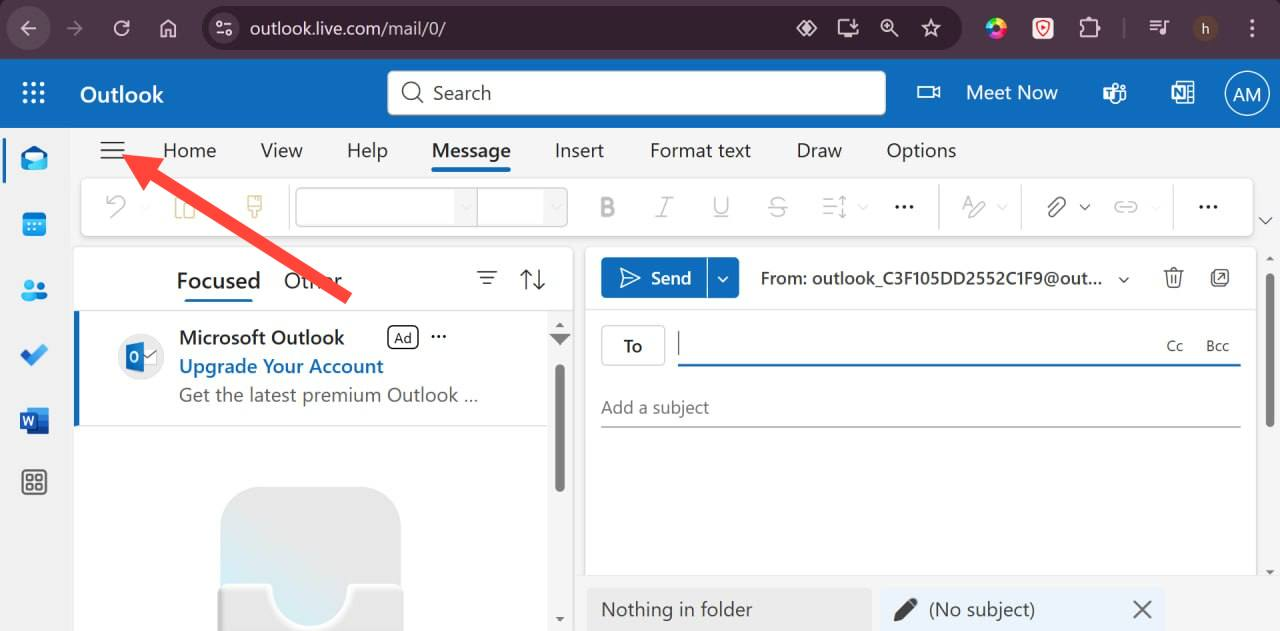 outlook.live.com/mail/0/
h
Outlook
Search
Meet Now
AM
Home View Help Message Insert Format text Draw Options
B I U S
Focused
Send
From: outlook_C3F105DD2552C1F9@out...
Microsoft Outlook Ad
Upgrade Your Account
Get the latest premium Outlook ...
To
Cc Bcc
Add a subject
W
Nothing in folder
(No subject)